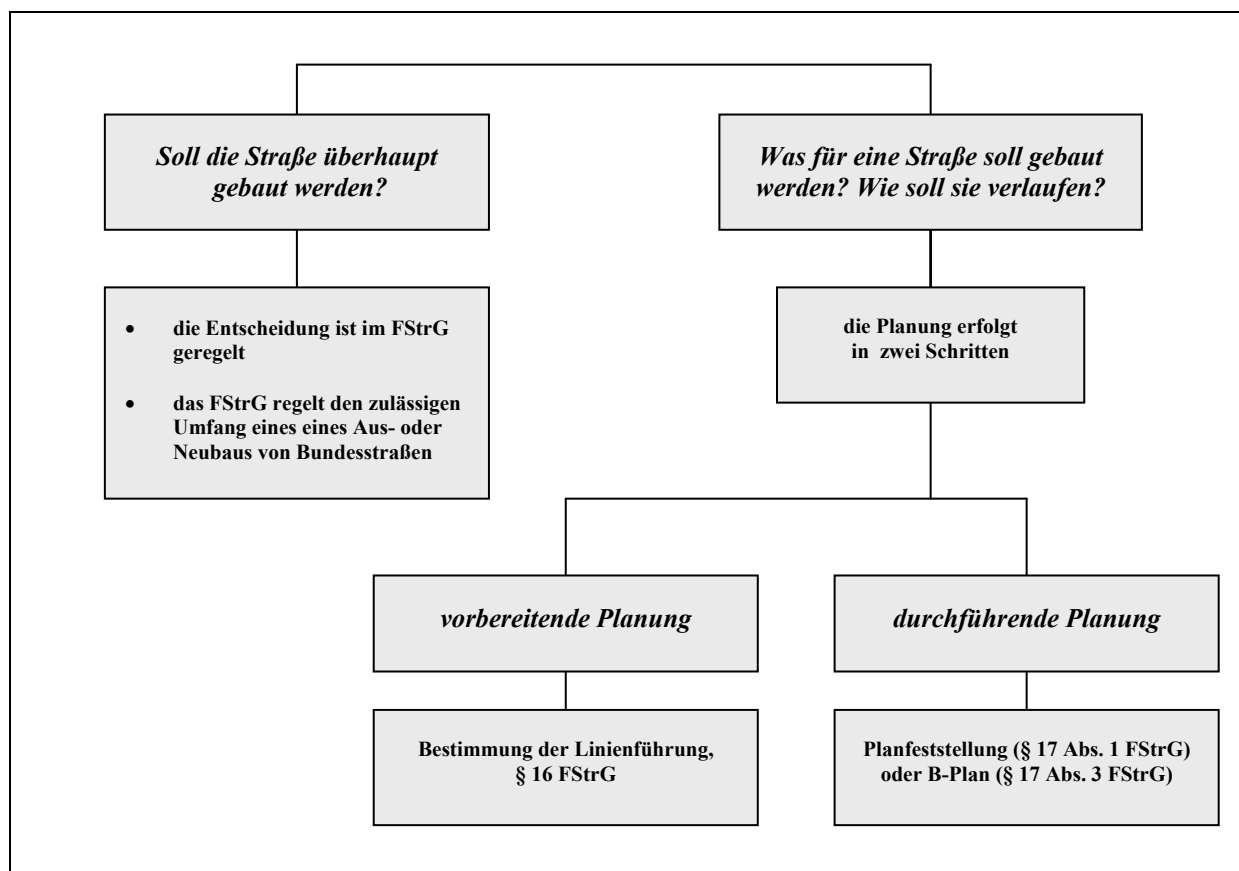 Soll die Straße überhaupt
gebaut werden?
• die Entscheidung ist im FStrG
geregelt
• das FStrG regelt den zulässigen
Umfang eines eines Aus- oder
Neubaus von Bundesstraßen
Was für eine Straße soll gebaut
werden? Wie soll sie verlaufen?
die Planung erfolgt
in zwei Schritten
vorbereitende Planung
Bestimmung der Linienführung,
§ 16 FStrG
durchführende Planung
Planfeststellung (§ 17 Abs. 1 FStrG)
oder B-Plan (§ 17 Abs. 3 FStrG)